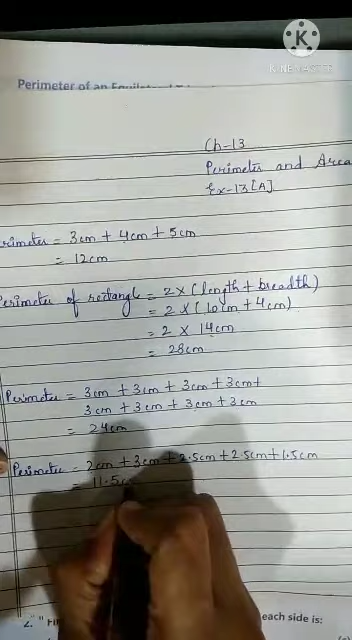 KINEMASTER
Perimeter of an
Ch-13
Perimeter and Area
Ex-13[A]
Perimeter = 3cm + 4cm + 5cm
= 12cm
Perimeter of rectangle = 2 × (length + breadth)
= 2 × (10cm + 4cm)
= 2 × 14cm
= 28cm
Perimeter = 3cm + 3cm + 3cm + 3cm +
3cm + 3cm + 3cm + 3cm
= 24cm
Perimeter = 2cm + 3cm + 2.5cm + 2.5cm + 1.5cm
= 11.5c
2. each side is: